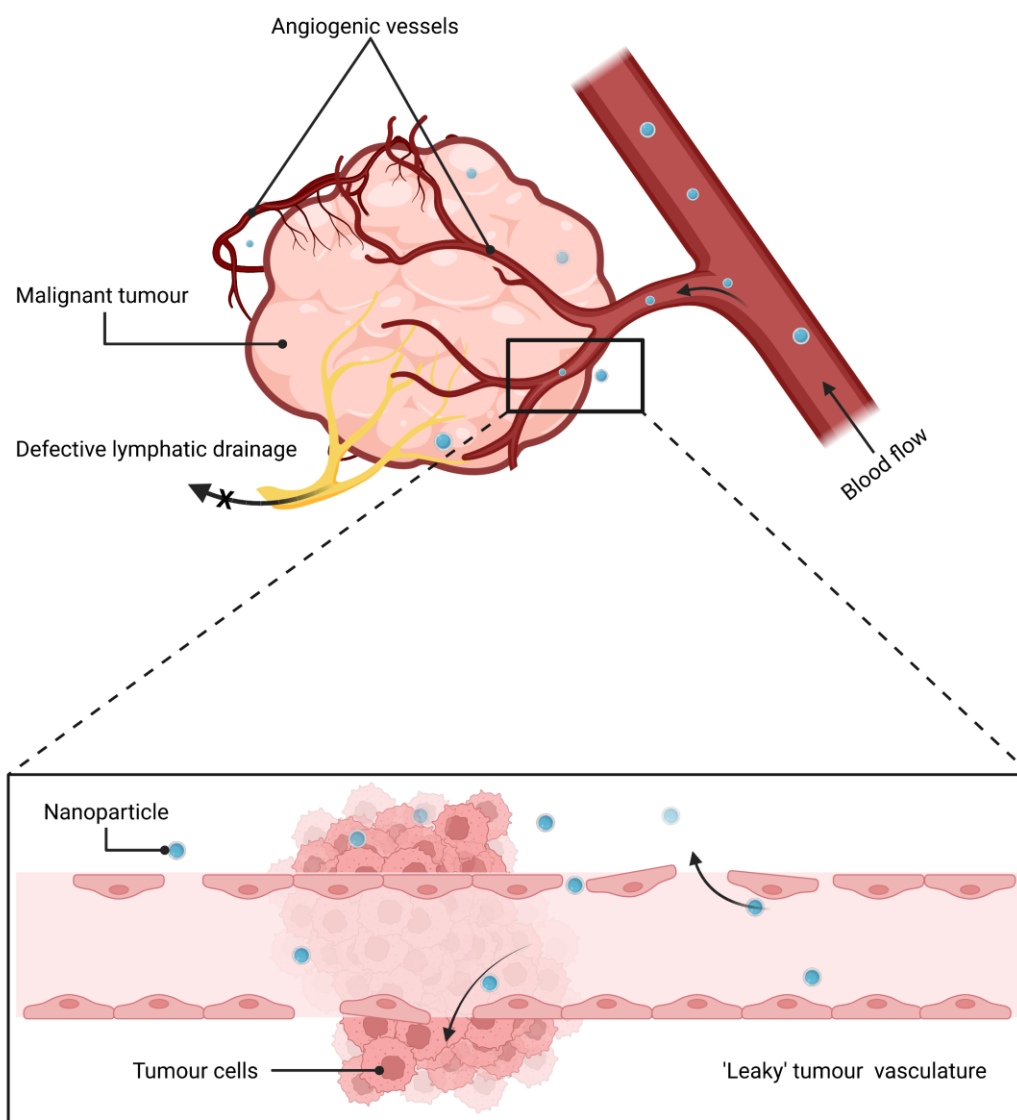 Angiogenic vessels
Malignant tumour
Defective lymphatic drainage
X
Blood flow
Nanoparticle
Tumour cells
'Leaky' tumour vasculature